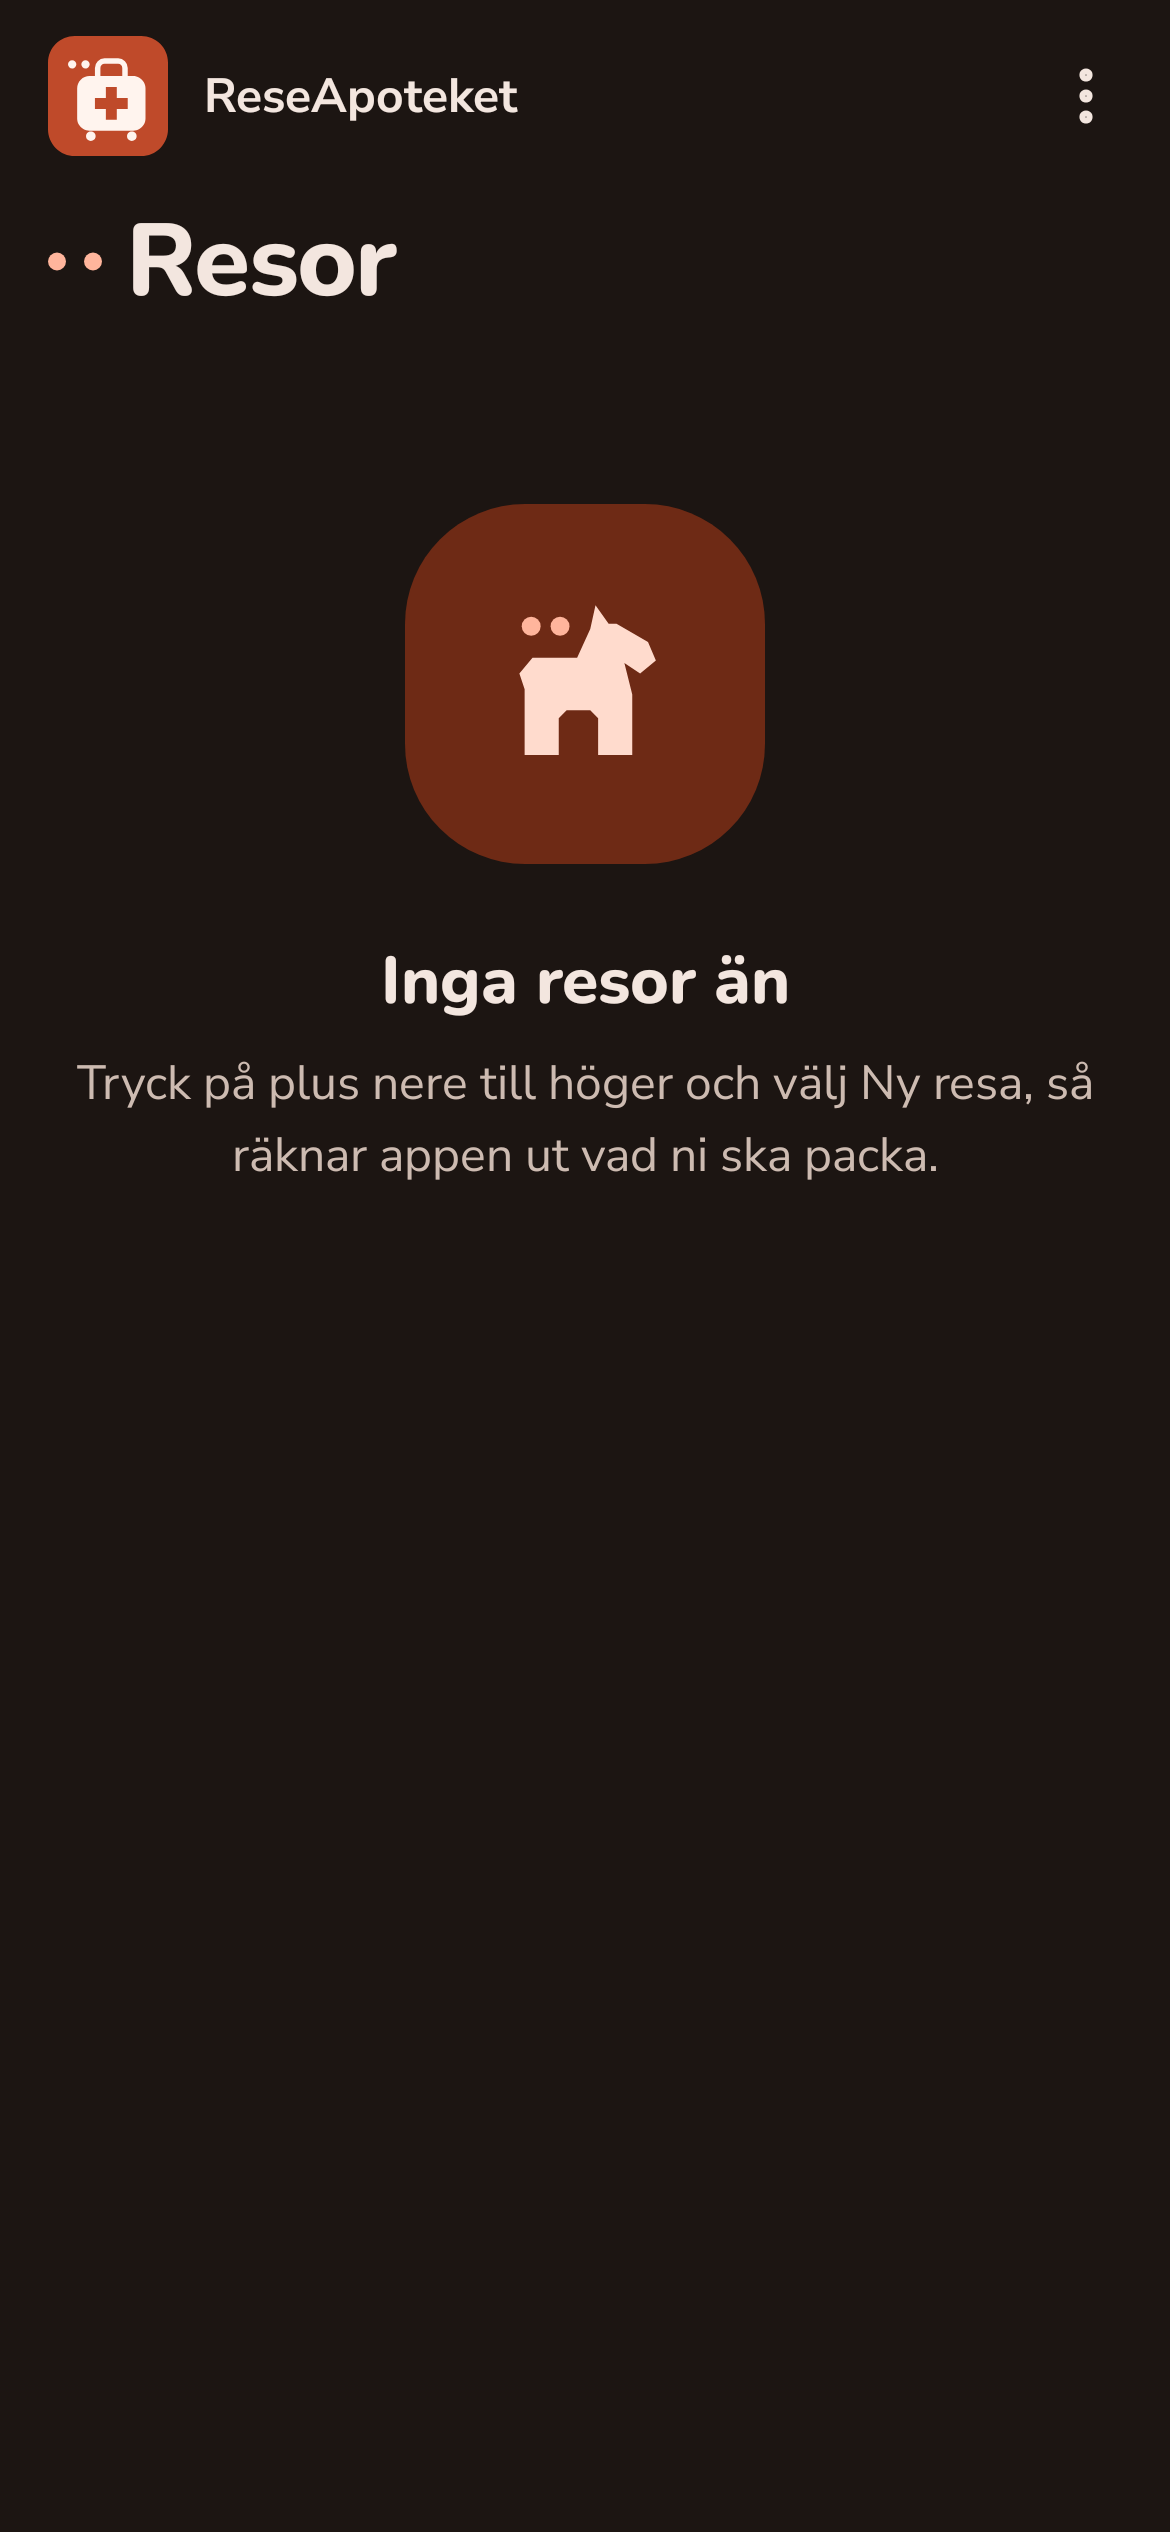 ReseApoteket
Resor
Inga resor än
Tryck på plus nere till höger och välj Ny resa, så
räknar appen ut vad ni ska packa.